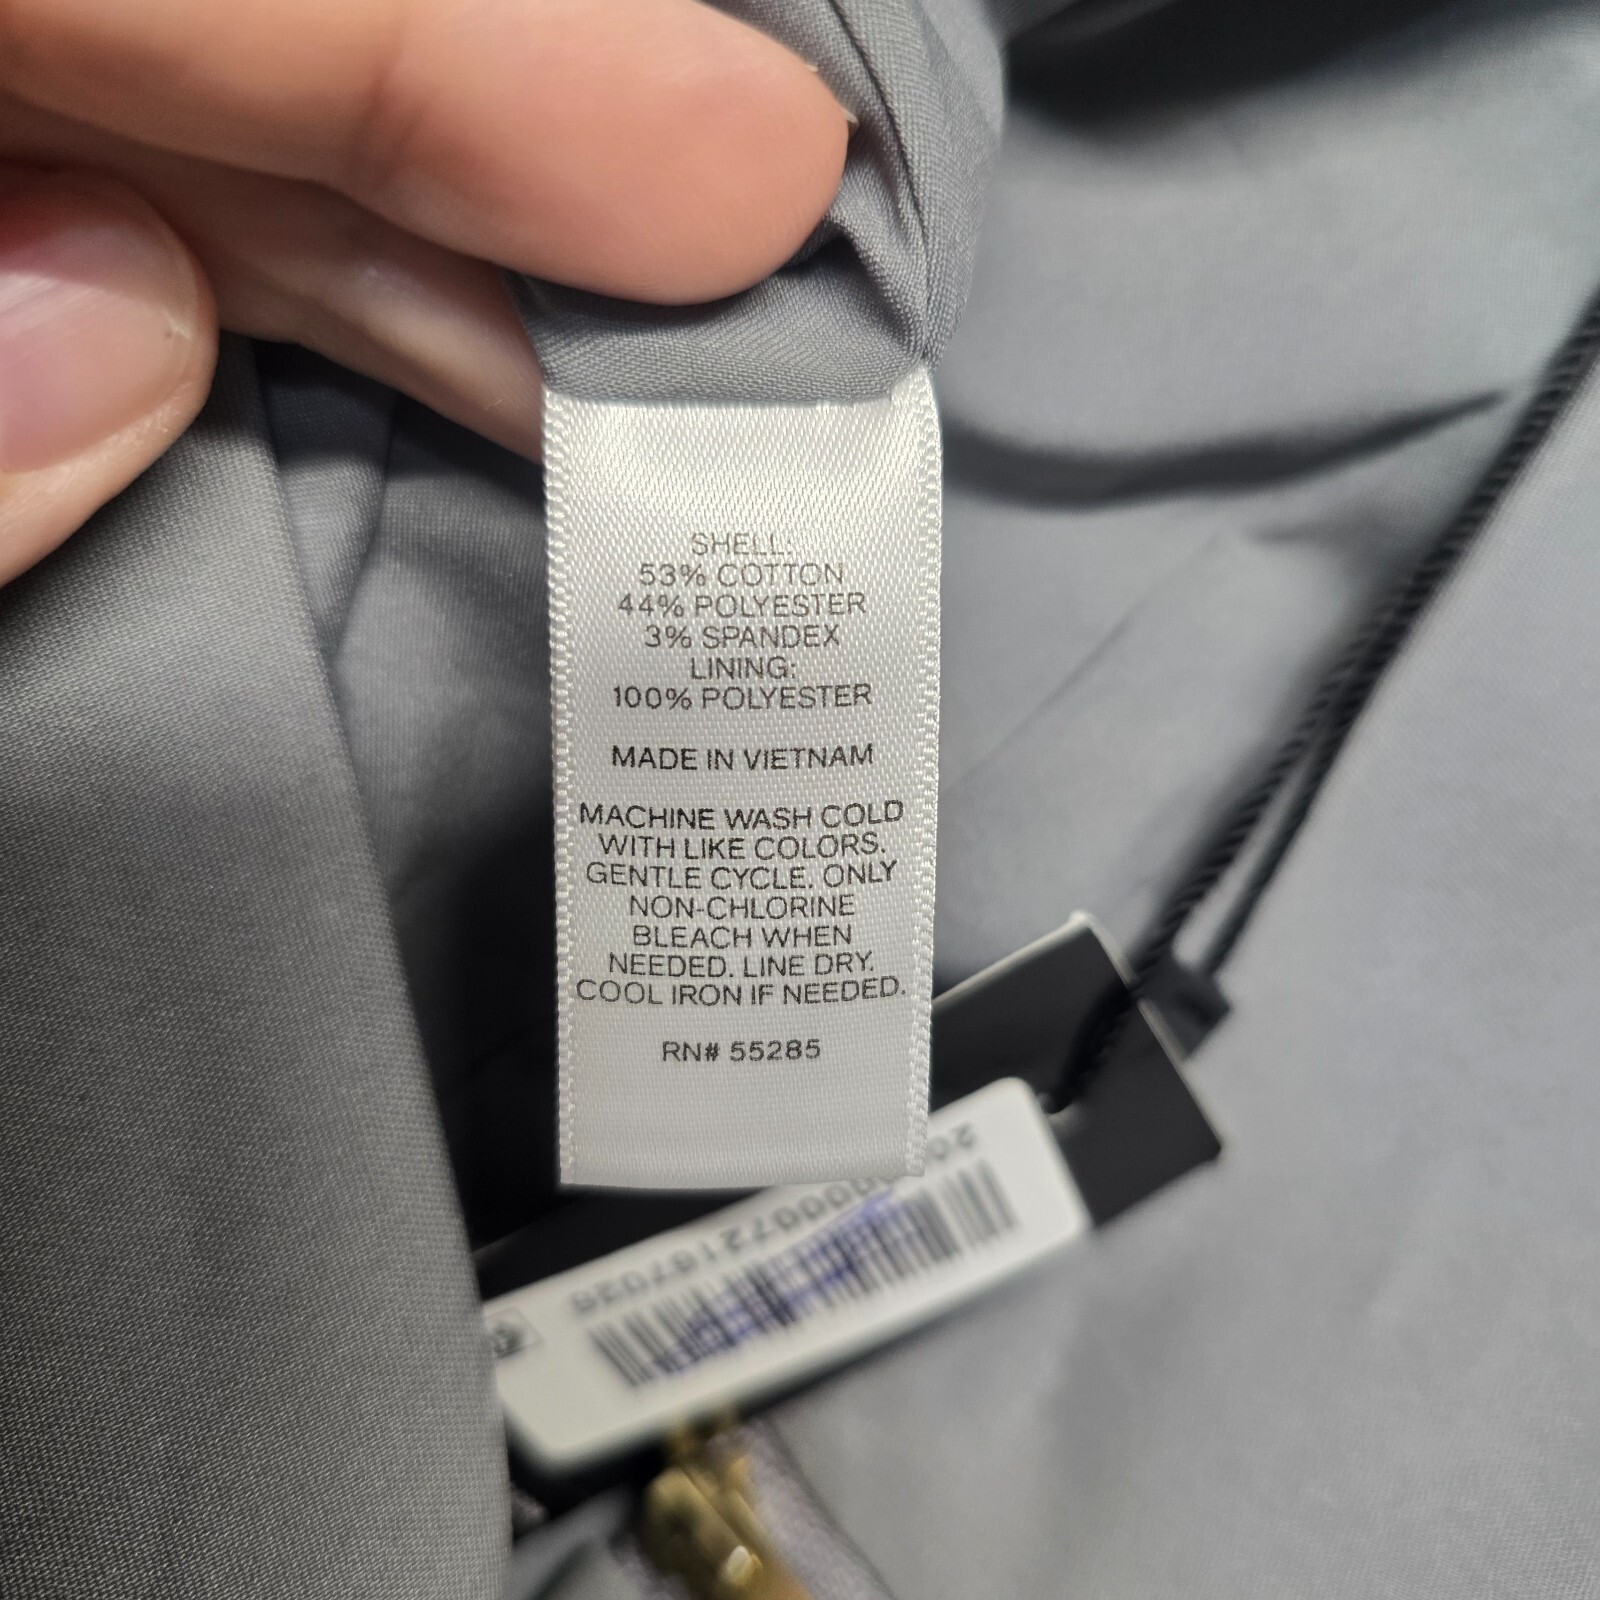 SHELL:
53% COTTON
44% POLYESTER
3% SPANDEX
LINING:
100% POLYESTER
MADE IN VIETNAM
MACHINE WASH COLD
WITH LIKE COLORS.
GENTLE CYCLE. ONLY
NON-CHLORINE
BLEACH WHEN
NEEDED. LINE DRY.
COOL IRON IF NEEDED.
RN# 55285